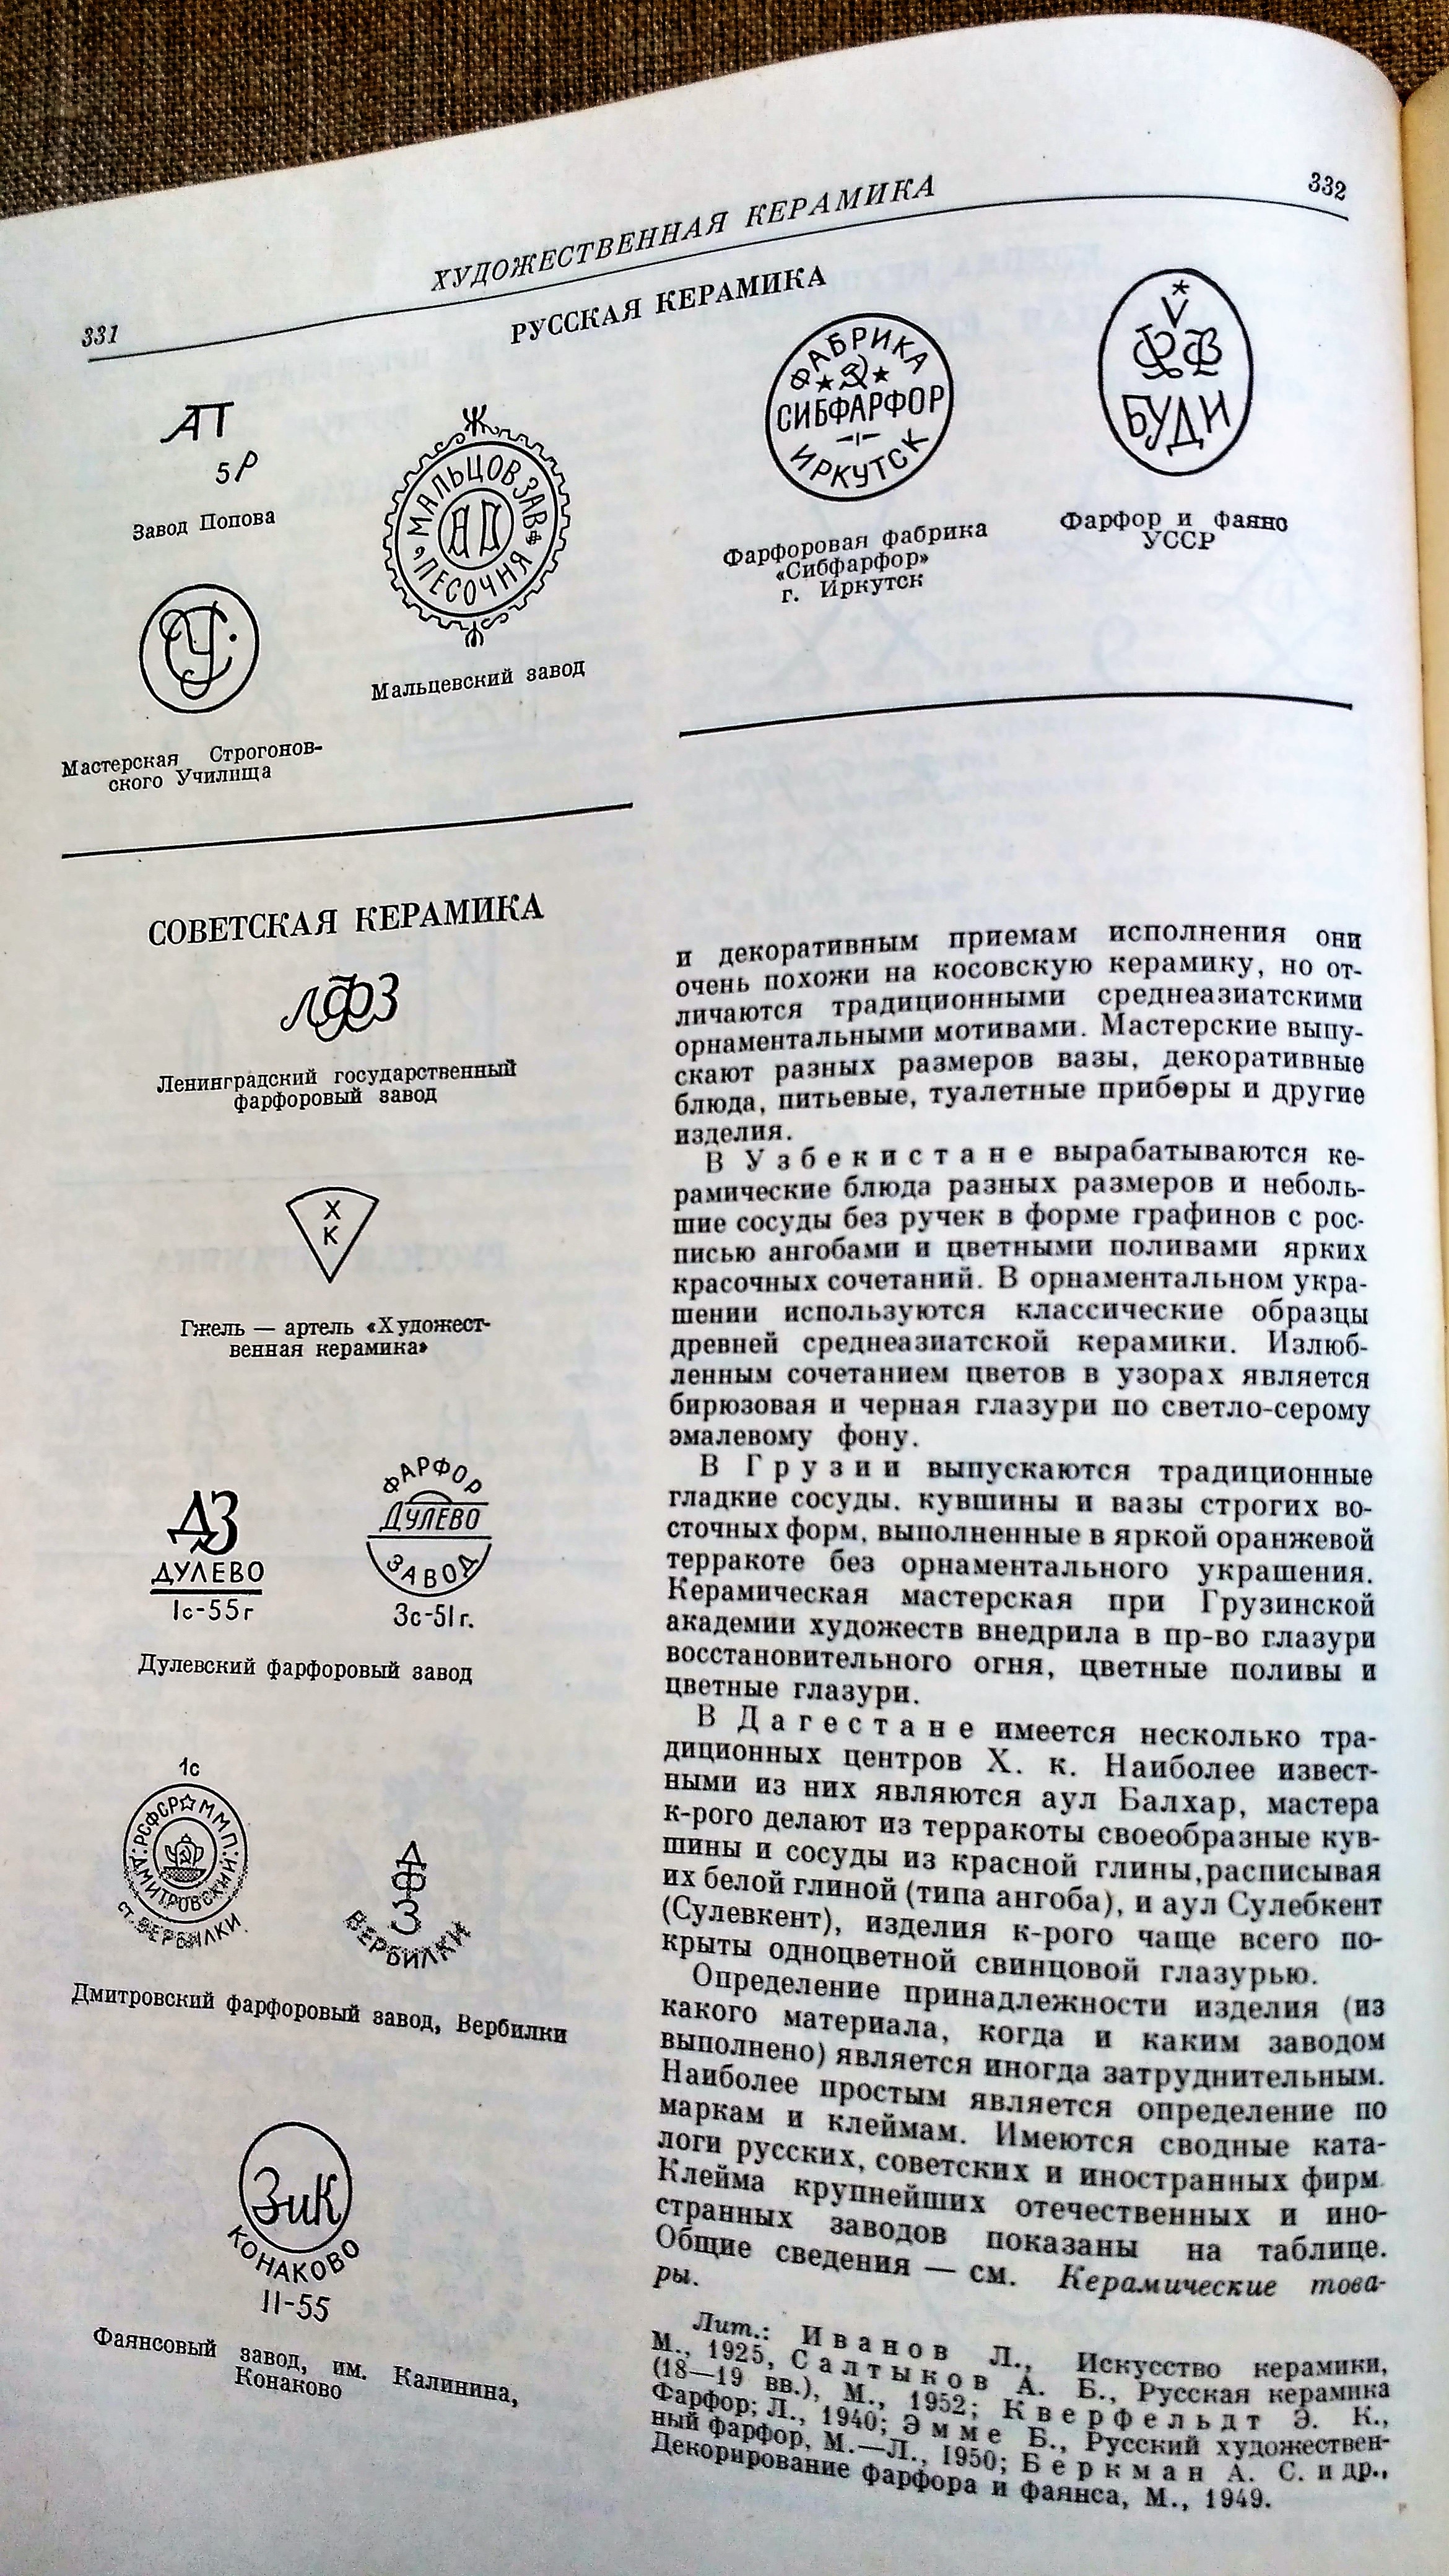 331
ХУДОЖЕСТВЕННАЯ КЕРАМИКА
332
РУССКАЯ КЕРАМИКА
АП
5Р
Завод Попова
Ж
МАЛЬЦОВ ЗАВ
ПЕСОЧНЯ
Мальцевский завод
Мастерская Строгонов-
ского Училища
СОВЕТСКАЯ КЕРАМИКА
ЛФЗ
Ленинградский государственный
фарфоровый завод
Х
К
Гжель — артель «Художест-
венная керамика»
ДЗ
ДУЛЕВО
1с-55г
ФАРФОР
ДУЛЕВО
ЗАВОД
3с-51г.
Дулевский фарфоровый завод
1с
РСФСР ☆ ММП:
ДМИТРОВСКИЙ:
ст. ВЕРБИЛКИ
ДФЗ
ВЕРБИЛКИ
Дмитровский фарфоровый завод, Вербилки
ЗиК
КОНАКОВО
II-55
Фаянсовый завод, им. Калинина,
Конаково
ФАБРИКА
СИБФАРФОР
ИРКУТСК
Фарфоровая фабрика
«Сибфарфор»
г. Иркутск
ФФ
БУДИ
Фарфор и фаянс
УССР
и декоративным приемам исполнения они
очень похожи на косовскую керамику, но от-
личаются традиционными среднеазиатскими
орнаментальными мотивами. Мастерские выпу-
скают разных размеров вазы, декоративные
блюда, питьевые, туалетные приборы и другие
изделия.
В Узбекистане вырабатываются ке-
рамические блюда разных размеров и неболь-
шие сосуды без ручек в форме графинов с рос-
писью ангобами и цветными поливами ярких
красочных сочетаний. В орнаментальном укра-
шении используются классические образцы
древней среднеазиатской керамики. Излюб-
ленным сочетанием цветов в узорах является
бирюзовая и черная глазури по светло-серому
эмалевому фону.
В Грузии выпускаются традиционные
гладкие сосуды, кувшины и вазы строгих во-
сточных форм, выполненные в яркой оранжевой
терракоте без орнаментального украшения.
Керамическая мастерская при Грузинской
академии художеств внедрила в пр-во глазури
восстановительного огня, цветные поливы и
цветные глазури.
В Дагестане имеется несколько тра-
диционных центров Х. к. Наиболее извест-
ными из них являются аул Балхар, мастера
к-рого делают из терракоты своеобразные кув-
шины и сосуды из красной глины, расписывая
их белой глиной (типа ангоба), и аул Сулебкент
(Сулевкент), изделия к-рого чаще всего по-
крыты одноцветной свинцовой глазурью.
Определение принадлежности изделия (из
какого материала, когда и каким заводом
выполнено) является иногда затруднительным.
Наиболее простым является определение по
маркам и клеймам. Имеются сводные ката-
логи русских, советских и иностранных фирм.
Клейма крупнейших отечественных и ино-
странных заводов показаны на таблице.
Общие сведения — см. Керамические това-
ры.
Лит.: Иванов Л., Искусство керамики,
М., 1925, Салтыков А. Б., Русская керамика
(18—19 вв.), М., 1952; Кверфельдт Э. К.,
Фарфор; Л., 1940; Эмме Б., Русский художествен-
ный фарфор, М.—Л., 1950; Беркман А. С. и др.,
Декорирование фарфора и фаянса, М., 1949.